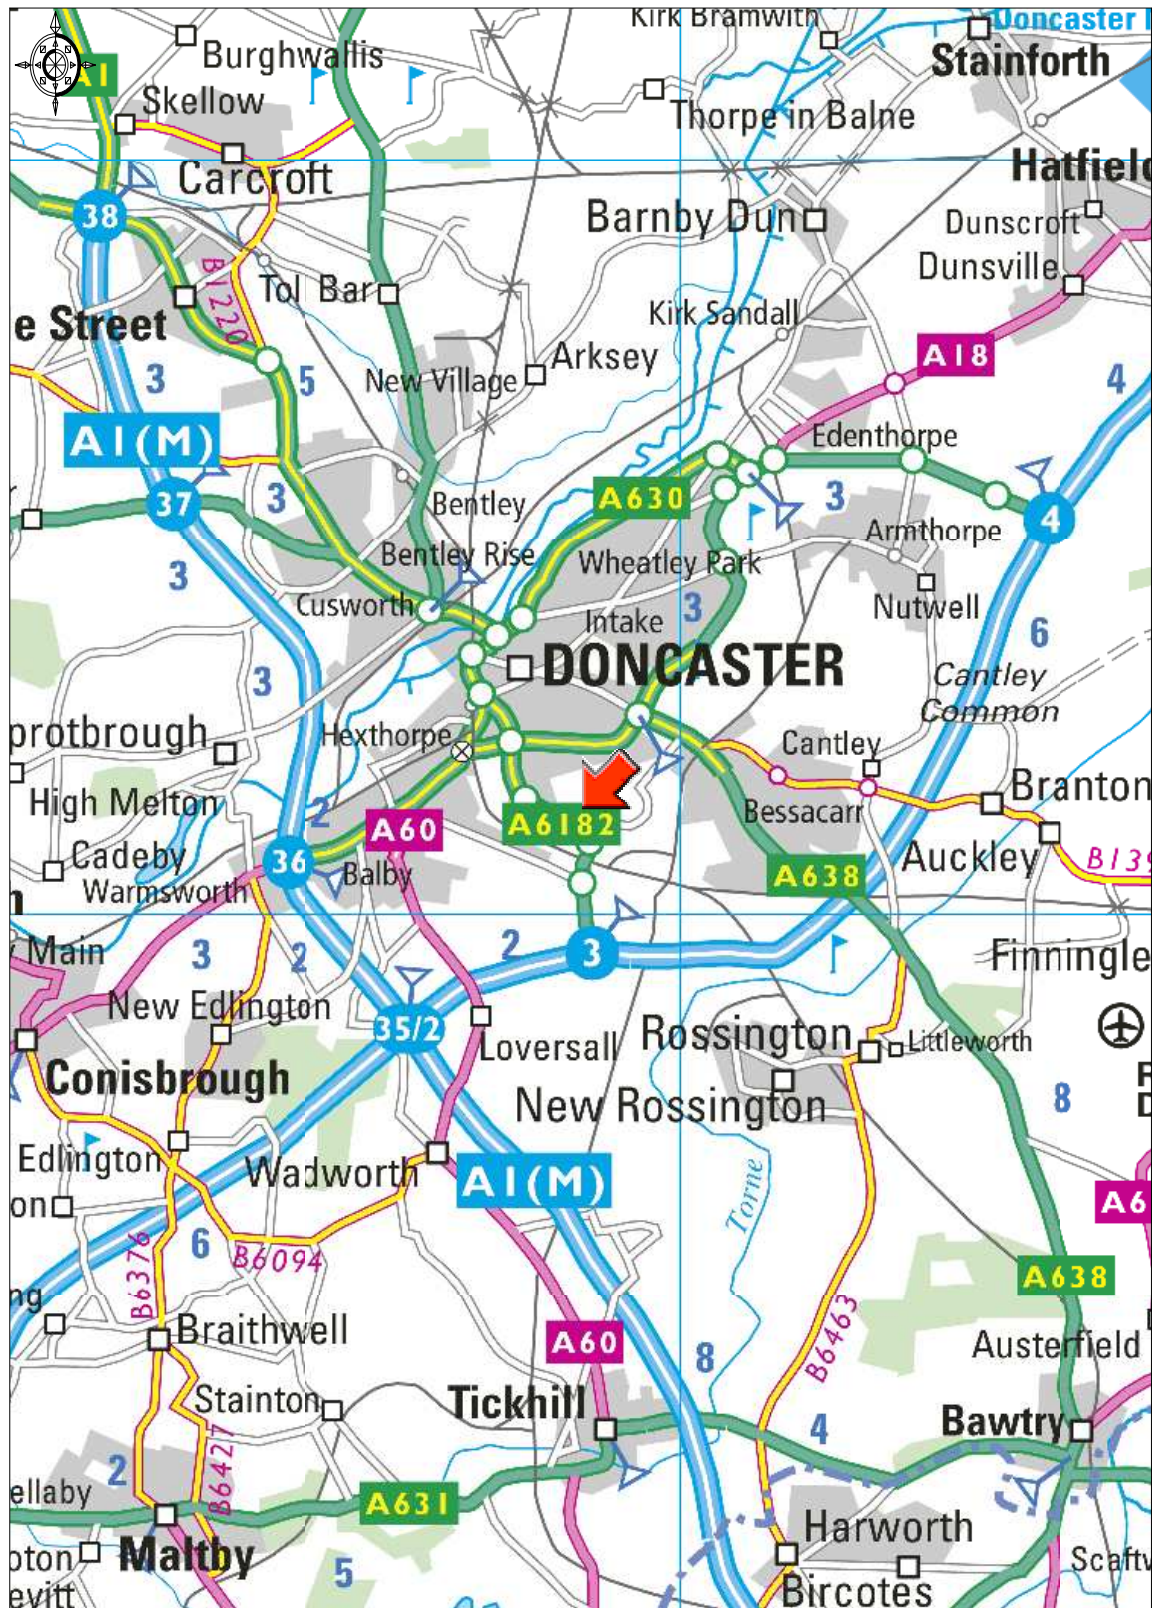 Kirk Bramwith
Doncaster
Burghwallis
Stainforth
A1
Skellow
Thorpe in Balne
Carcroft
Hatfield
38
Barnby Dun
Dunscroft
Dunsville
B1220
Tol Bar
Kirk Sandall
e Street
Arksey
A18
3
5
New Village
4
A1(M)
Edenthorpe
37
3
Bentley
A630
3
4
Armthorpe
Bentley Rise
Wheatley Park
3
Cusworth
Intake
3
Nutwell
6
DONCASTER
3
Cantley
Common
protbrough
Hexthorpe
Cantley
Branton
High Melton
2
A60
A6182
Bessacarr
Cadeby
36
Balby
A638
Auckley
Warmsworth
B139
Main
3
2
2
3
Finningle
New Edlington
35/2
Rossington
Littleworth
Loversall
Conisbrough
New Rossington
8
Edlington
Wadworth
A1(M)
Torne
on
A6
6
B6094
B6376
A638
ng
Braithwell
A60
B6463
Austerfield
8
Stainton
Tickhill
Bawtry
4
2
B6427
ellaby
A631
Harworth
Maltby
oton
Scaftw
5
evitt
Bircotes